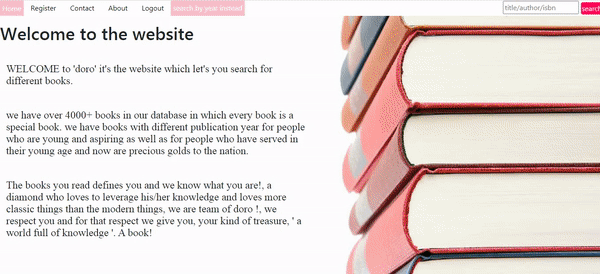 Home Register Contact About Logout search by year instead title/author/isbn search
Welcome to the website
WELCOME to 'doro' it's the website which let's you search for
different books.
we have over 4000+ books in our database in which every book is a
special book. we have books with different publication year for people
who are young and aspiring as well as for people who have served in
their young age and now are precious golds to the nation.
The books you read defines you and we know what you are!, a
diamond who loves to leverage his/her knowledge and loves more
classic things than the modern things, we are team of doro !, we
respect you and for that respect we give you, your kind of treasure, ' a
world full of knowledge '. A book!